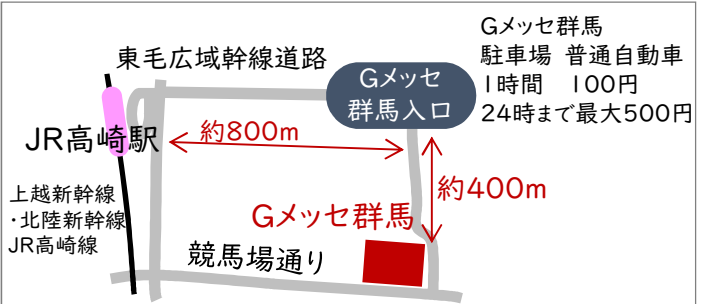 東毛広域幹線道路
Gメッセ
群馬入口
Gメッセ群馬
駐車場 普通自動車
1時間 100円
24時まで最大500円
JR高崎駅
約800m
約400m
上越新幹線
・北陸新幹線
JR高崎線
Gメッセ群馬
競馬場通り